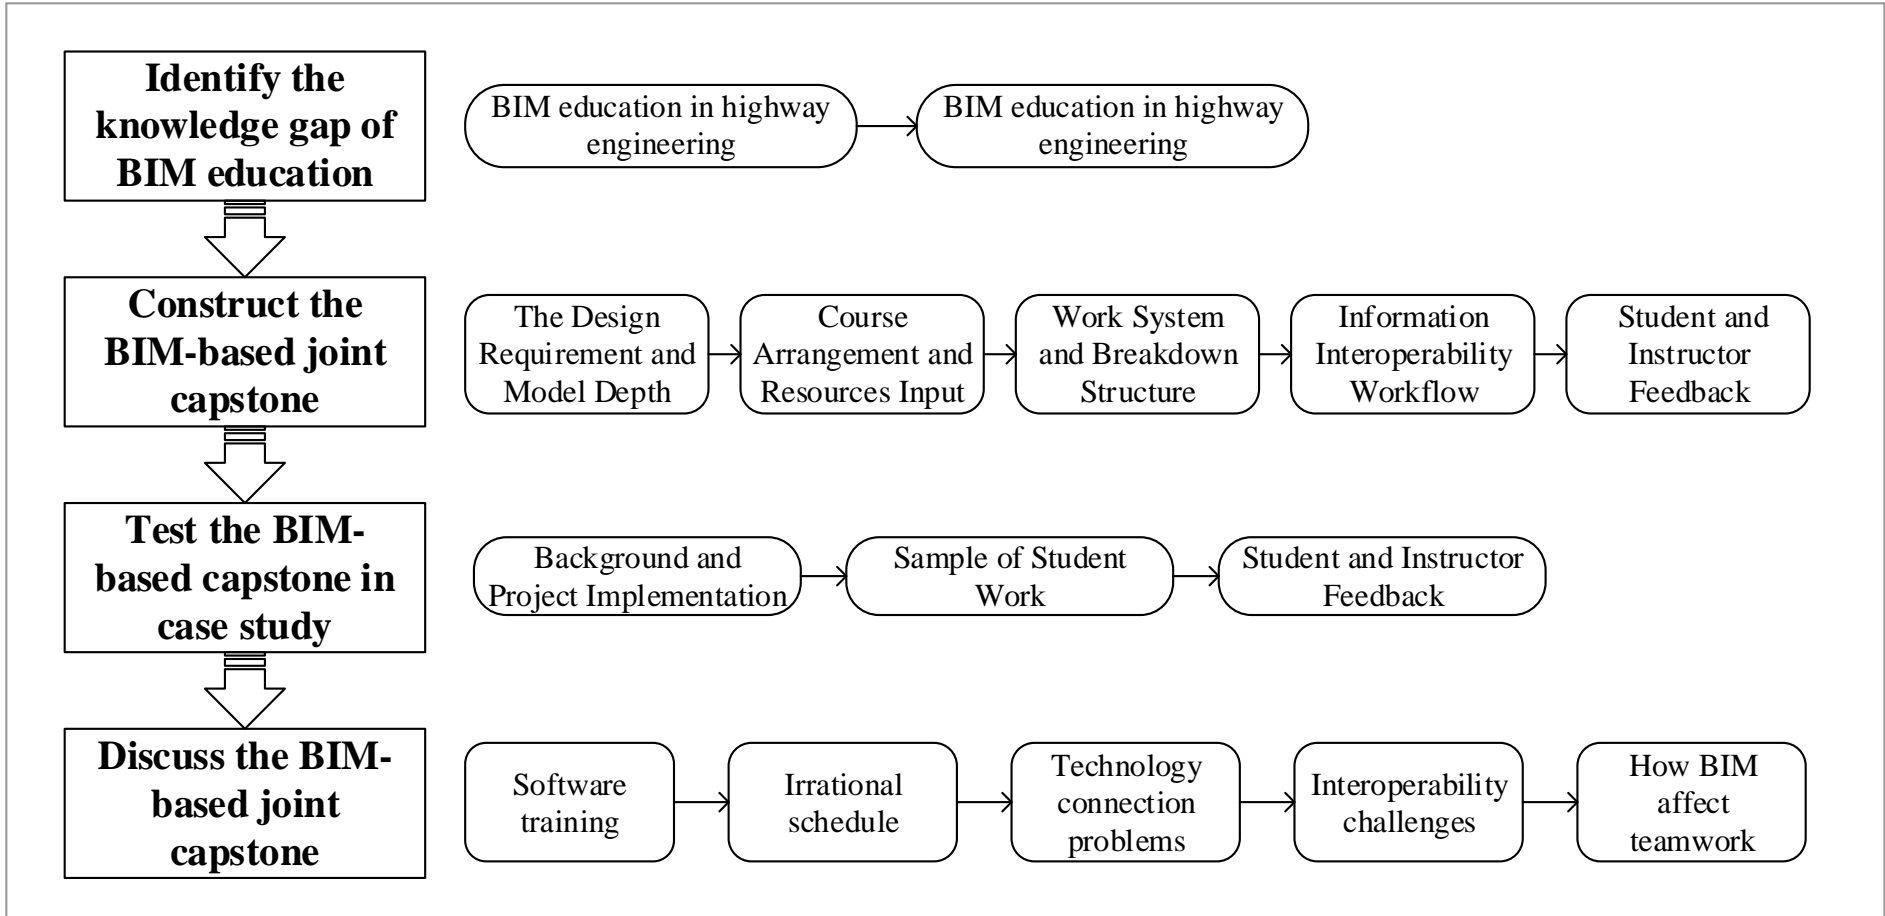 Identify the
knowledge gap of
BIM education
BIM education in highway
engineering
BIM education in highway
engineering
Construct the
BIM-based joint
capstone
The Design
Requirement and
Model Depth
Course
Arrangement and
Resources Input
Work System
and Breakdown
Structure
Information
Interoperability
Workflow
Student and
Instructor
Feedback
Test the BIM-
based capstone in
case study
Background and
Project Implementation
Sample of Student
Work
Student and Instructor
Feedback
Discuss the BIM-
based joint
capstone
Software
training
Irrational
schedule
Technology
connection
problems
Interoperability
challenges
How BIM
affect
teamwork